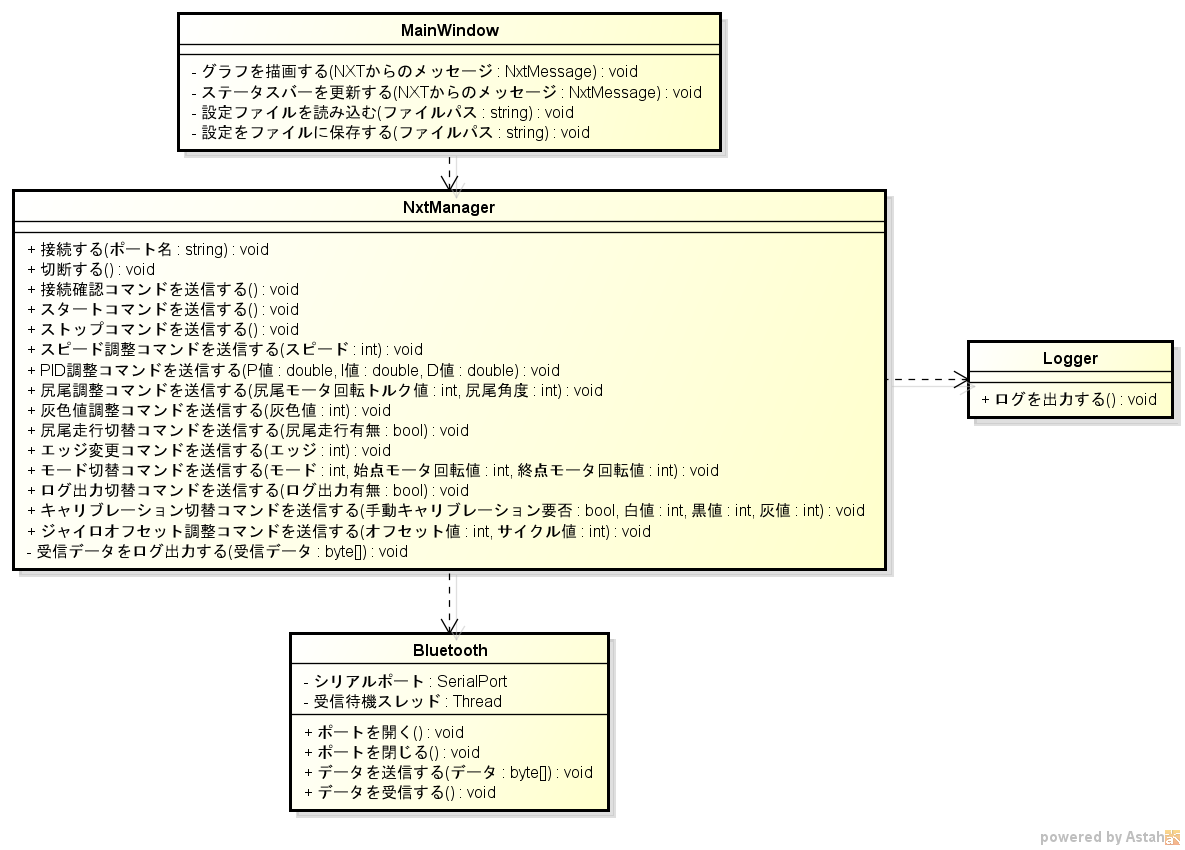 MainWindow
- グラフを描画する(NXTからのメッセージ : NxtMessage) : void
- ステータスバーを更新する(NXTからのメッセージ : NxtMessage) : void
- 設定ファイルを読み込む(ファイルパス : string) : void
- 設定をファイルに保存する(ファイルパス : string) : void
NxtManager
+ 接続する(ポート名 : string) : void
+ 切断する() : void
+ 接続確認コマンドを送信する() : void
+ スタートコマンドを送信する() : void
+ ストップコマンドを送信する() : void
+ スピード調整コマンドを送信する(スピード : int) : void
+ PID調整コマンドを送信する(P値 : double, I値 : double, D値 : double) : void
+ 尻尾調整コマンドを送信する(尻尾モータ回転トルク値 : int, 尻尾角度 : int) : void
+ 灰色値調整コマンドを送信する(灰色値 : int) : void
+ 尻尾走行切替コマンドを送信する(尻尾走行有無 : bool) : void
+ エッジ変更コマンドを送信する(エッジ : int) : void
+ モード切替コマンドを送信する(モード : int, 始点モータ回転値 : int, 終点モータ回転値 : int) : void
+ ログ出力切替コマンドを送信する(ログ出力有無 : bool) : void
+ キャリブレーション切替コマンドを送信する(手動キャリブレーション要否 : bool, 白値 : int, 黒値 : int, 灰値 : int) : void
+ ジャイロオフセット調整コマンドを送信する(オフセット値 : int, サイクル値 : int) : void
- 受信データをログ出力する(受信データ : byte[]) : void
Logger
+ ログを出力する() : void
Bluetooth
- シリアルポート : SerialPort
- 受信待機スレッド : Thread
+ ポートを開く() : void
+ ポートを閉じる() : void
+ データを送信する(データ : byte[]) : void
+ データを受信する() : void
powered by Astah